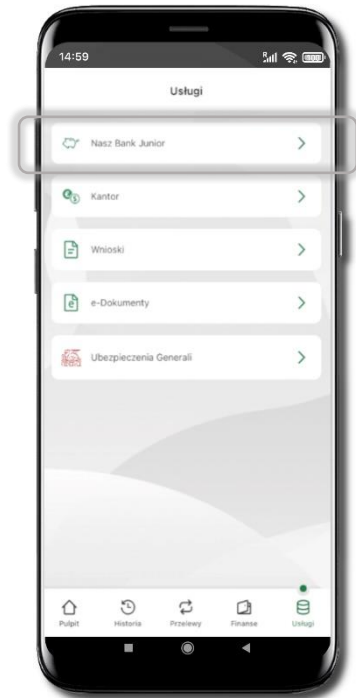 14:59
Usługi
Nasz Bank Junior
Kantor
Wnioski
e-Dokumenty
Ubezpieczenia Generali
Pulpit Historia Przelewy Finanse Usługi